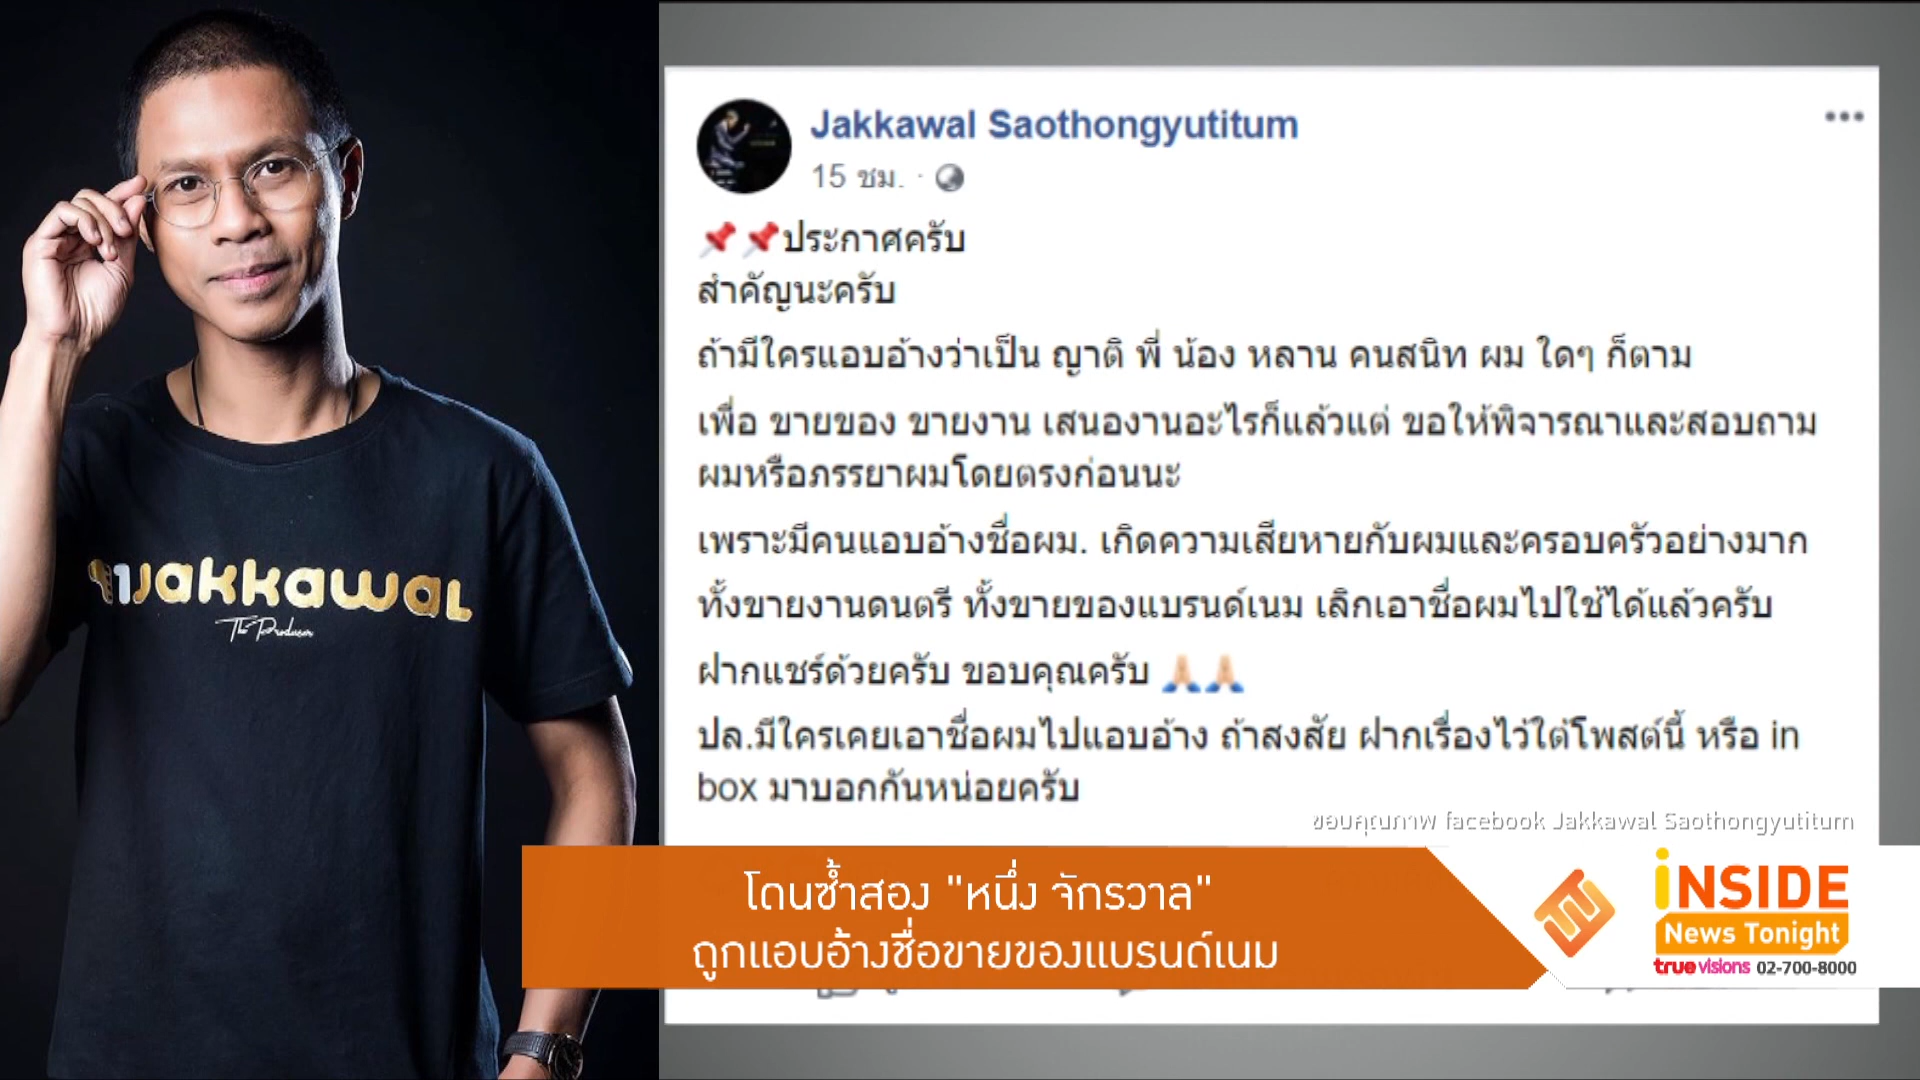 11Jakkawal
The Producer
Jakkawal Saothongyutitum
15 ชม. ·
📌📌ประกาศครับ
สำคัญนะครับ
ถ้ามีใครแอบอ้างว่าเป็น ญาติ พี่ น้อง หลาน คนสนิท ผม ใดๆ ก็ตาม
เพื่อ ขายของ ขายงาน เสนองานอะไรก็แล้วแต่ ขอให้พิจารณาและสอบถาม
ผมหรือภรรยาผมโดยตรงก่อนนะ
เพราะมีคนแอบอ้างชื่อผม. เกิดความเสียหายกับผมและครอบครัวอย่างมาก
ทั้งขายงานดนตรี ทั้งขายของแบรนด์เนม เลิกเอาชื่อผมไปใช้ได้แล้วครับ
ฝากแชร์ด้วยครับ ขอบคุณครับ 🙏🏻🙏🏻
ปล.มีใครเคยเอาชื่อผมไปแอบอ้าง ถ้าสงสัย ฝากเรื่องไว้ใต้โพสต์นี้ หรือ in
box มาบอกกันหน่อยครับ
ขอบคุณภาพ facebook Jakkawal Saothongyutitum
โดนซ้ำสอง "หนึ่ง จักรวาล"
ถูกแอบอ้างชื่อขายของแบรนด์เนม
iNSIDE
News Tonight
truevisions 02-700-8000